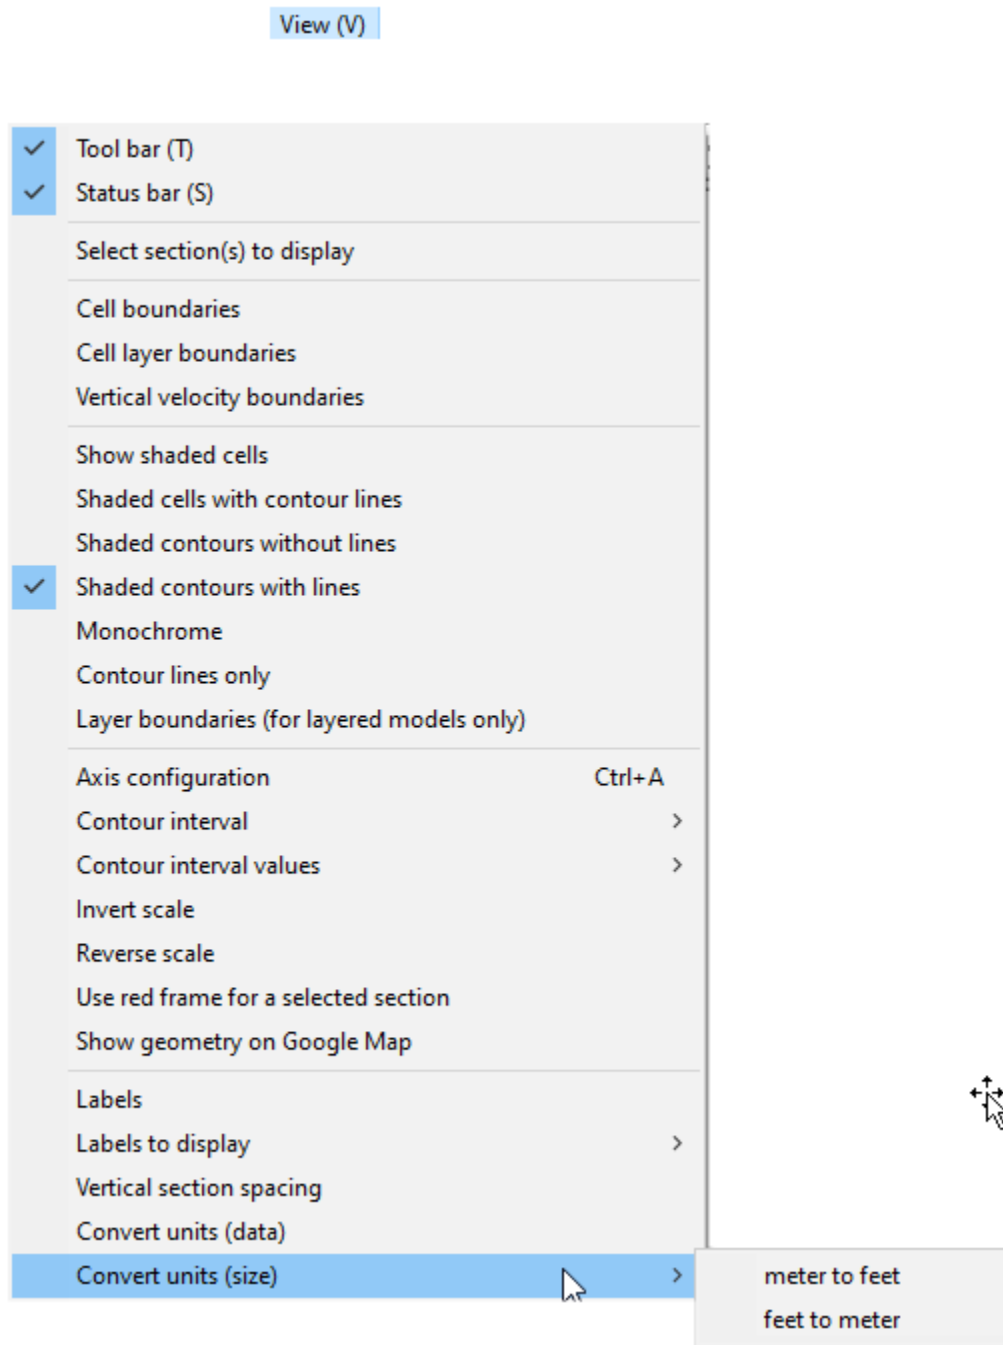 View (V)
Tool bar (T)
Status bar (S)
Select section(s) to display
Cell boundaries
Cell layer boundaries
Vertical velocity boundaries
Show shaded cells
Shaded cells with contour lines
Shaded contours without lines
Shaded contours with lines
Monochrome
Contour lines only
Layer boundaries (for layered models only)
Axis configuration Ctrl+A
Contour interval
Contour interval values
Invert scale
Reverse scale
Use red frame for a selected section
Show geometry on Google Map
Labels
Labels to display
Vertical section spacing
Convert units (data)
Convert units (size)
meter to feet
feet to meter